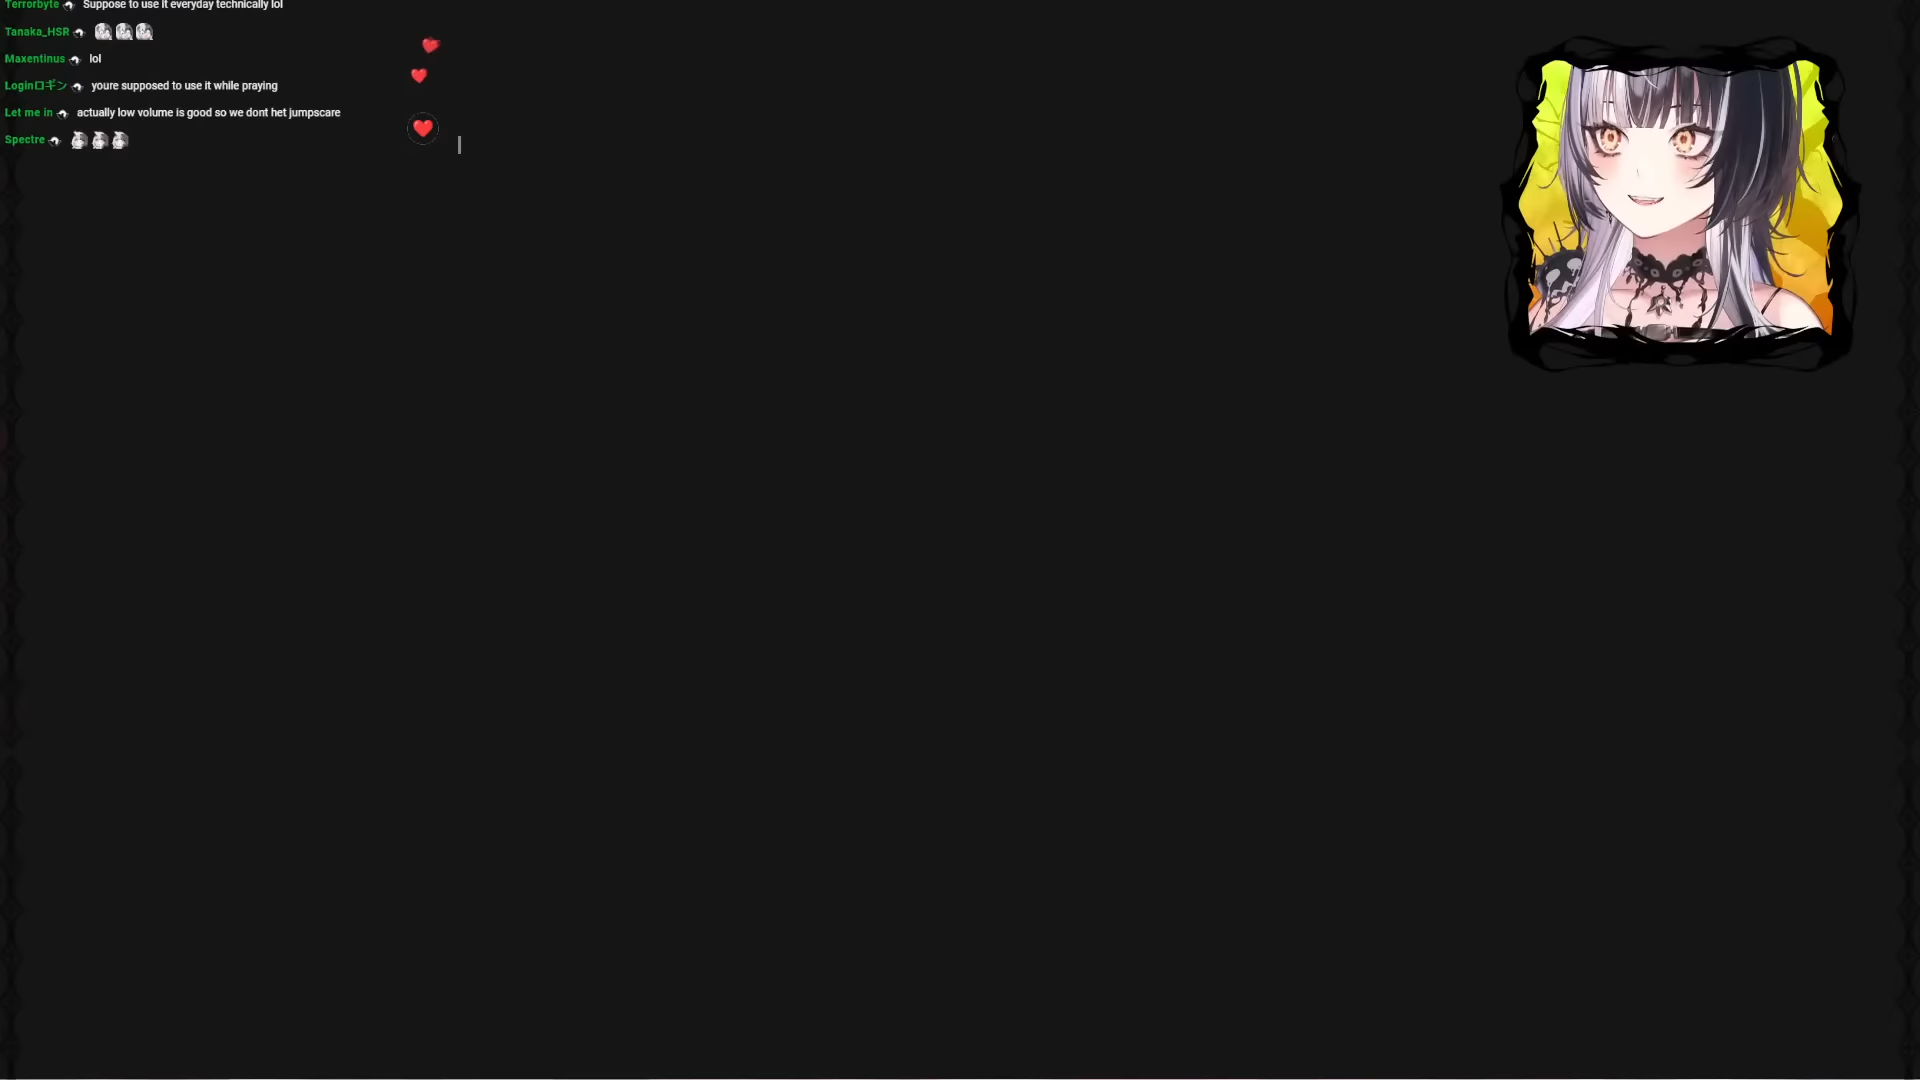 Terrorbyte Suppose to use it everyday technically lol
Tanaka_HSR
Maxentinus lol
Loginロギン youre supposed to use it while praying
Let me in actually low volume is good so we dont het jumpscare
Spectre